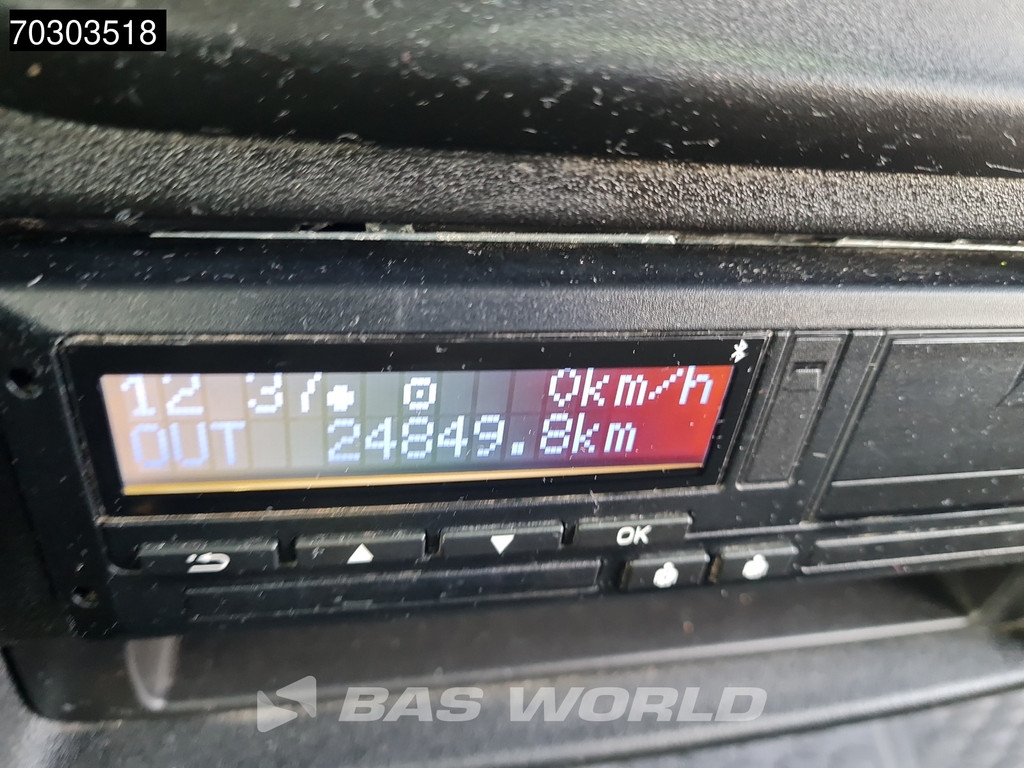 70303518
12 37 0km/h
OUT 24849.8km
OK
BAS WORLD